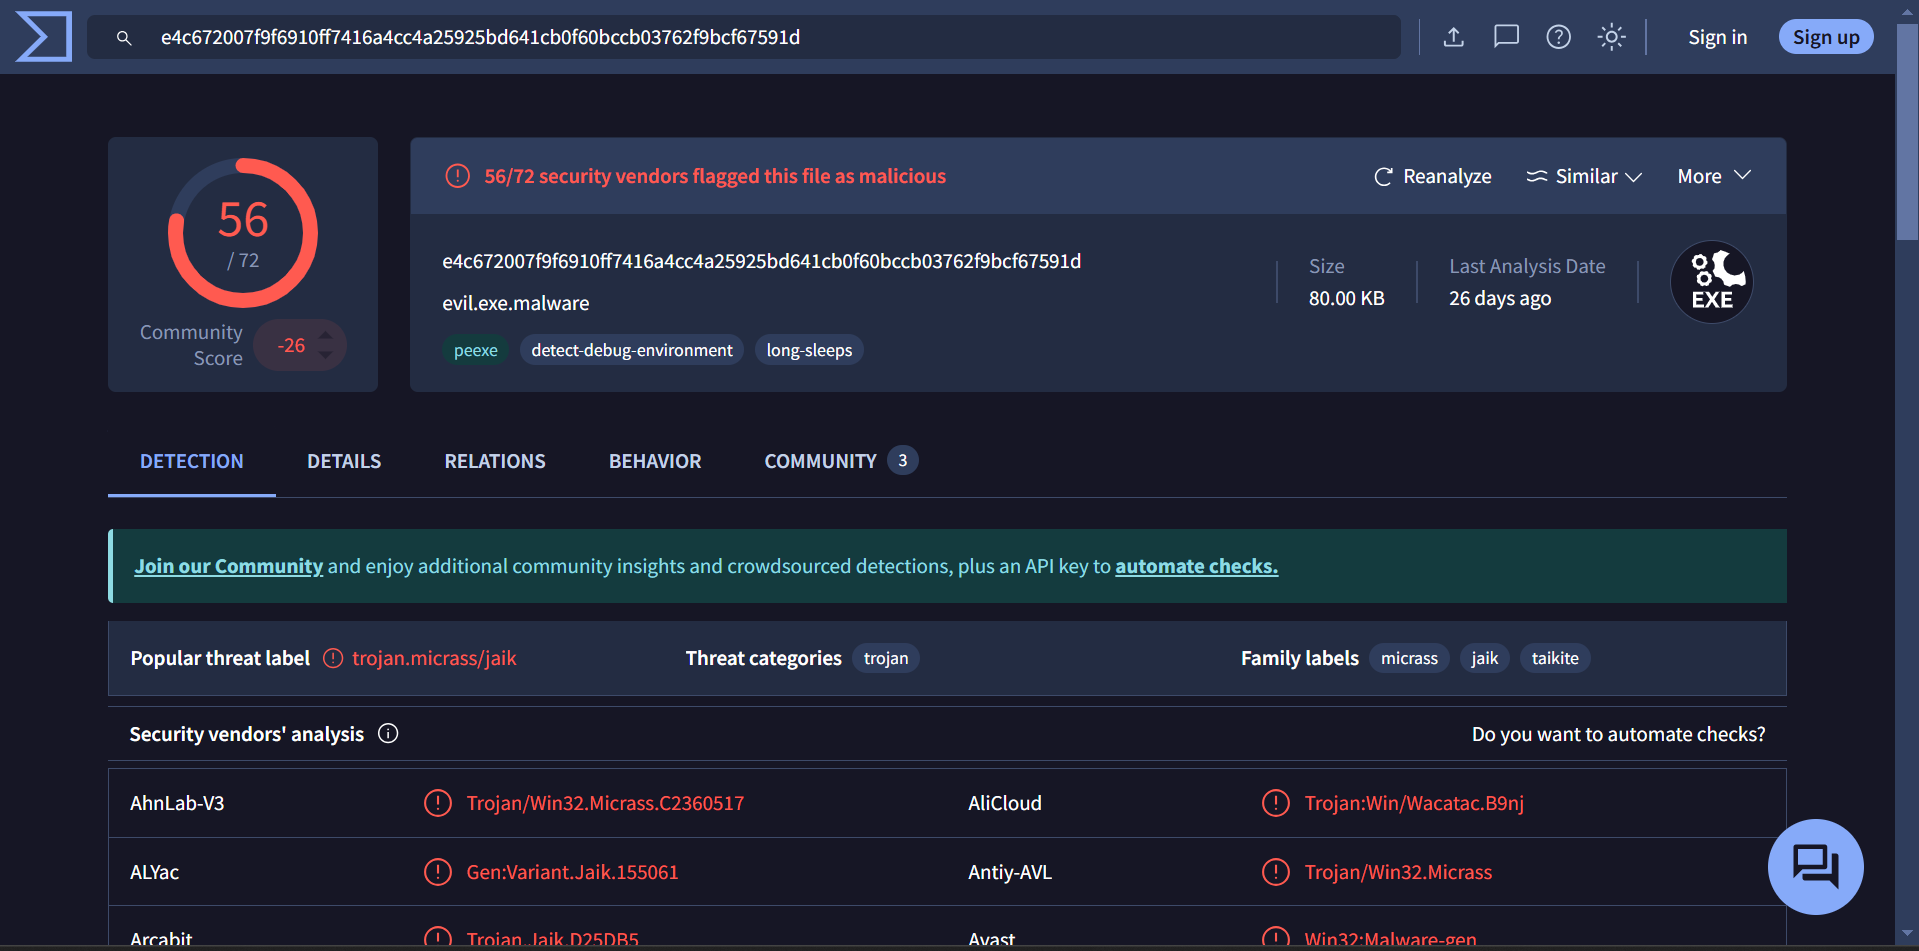 e4c672007f9f6910ff7416a4cc4a25925bd641cb0f60bccb03762f9bcf67591d
Sign in
Sign up
56
/ 72
Community
Score
-26
56/72 security vendors flagged this file as malicious
Reanalyze
Similar
More
e4c672007f9f6910ff7416a4cc4a25925bd641cb0f60bccb03762f9bcf67591d
evil.exe.malware
peexe
detect-debug-environment
long-sleeps
Size
80.00 KB
Last Analysis Date
26 days ago
EXE
DETECTION
DETAILS
RELATIONS
BEHAVIOR
COMMUNITY 3
Join our Community and enjoy additional community insights and crowdsourced detections, plus an API key to automate checks.
Popular threat label trojan.micrass/jaik
Threat categories trojan
Family labels micrass jaik taikite
Security vendors' analysis
Do you want to automate checks?
AhnLab-V3 Trojan/Win32.Micrass.C2360517
AliCloud Trojan:Win/Wacatac.B9nj
ALYac Gen:Variant.Jaik.155061
Antiy-AVL Trojan/Win32.Micrass
Arcabit Trojan.Jaik.D25DB5
Avast Win32:Malware-gen